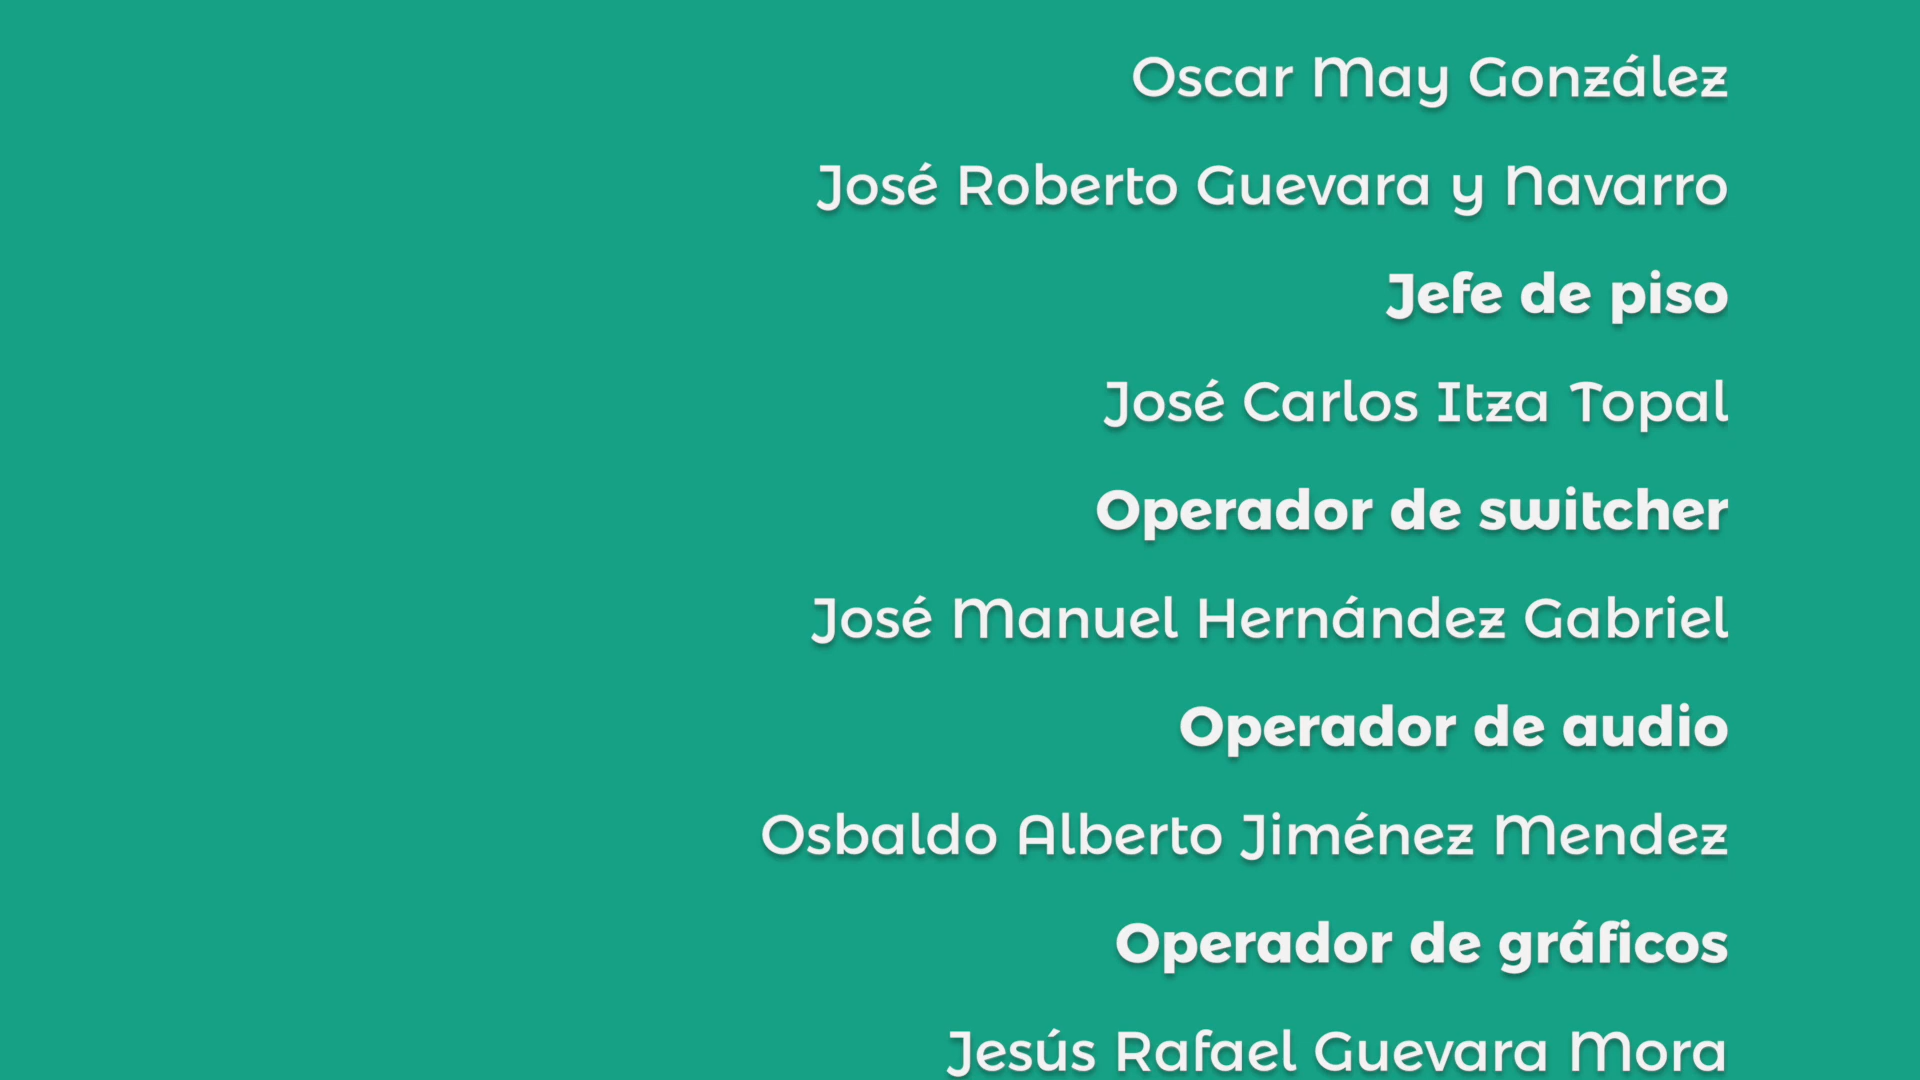 Oscar May González
José Roberto Guevara y Navarro
Jefe de piso
José Carlos Itza Topal
Operador de switcher
José Manuel Hernández Gabriel
Operador de audio
Osbaldo Alberto Jiménez Mendez
Operador de gráficos
Jesús Rafael Guevara Mora